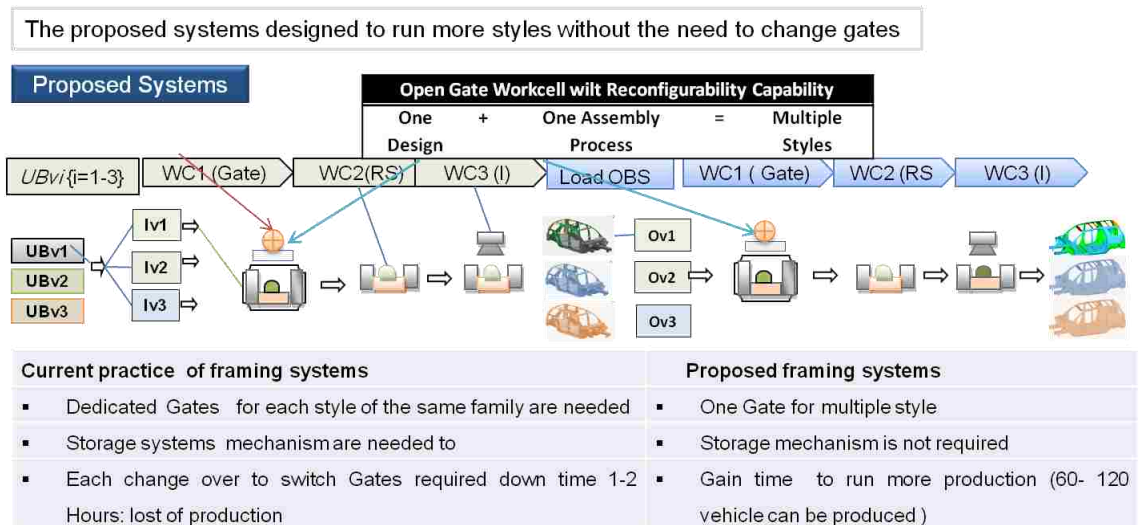 The proposed systems designed to run more styles without the need to change gates
Proposed Systems
Open Gate Workcell wilt Reconfigurability Capability
One + One Assembly = Multiple
Design Process Styles
UBvi{i=1-3} WC1 (Gate) WC2(RS) WC3 (I) Load OBS WC1 ( Gate) WC2 (RS WC3 (I)
Iv1 Ov1
UBv1
Iv2 Ov2
UBv2
UBv3 Iv3 Ov3
Current practice of framing systems Proposed framing systems
▪ Dedicated Gates for each style of the same family are needed ▪ One Gate for multiple style
▪ Storage systems mechanism are needed to ▪ Storage mechanism is not required
▪ Each change over to switch Gates required down time 1-2 ▪ Gain time to run more production (60- 120
Hours: lost of production vehicle can be produced )